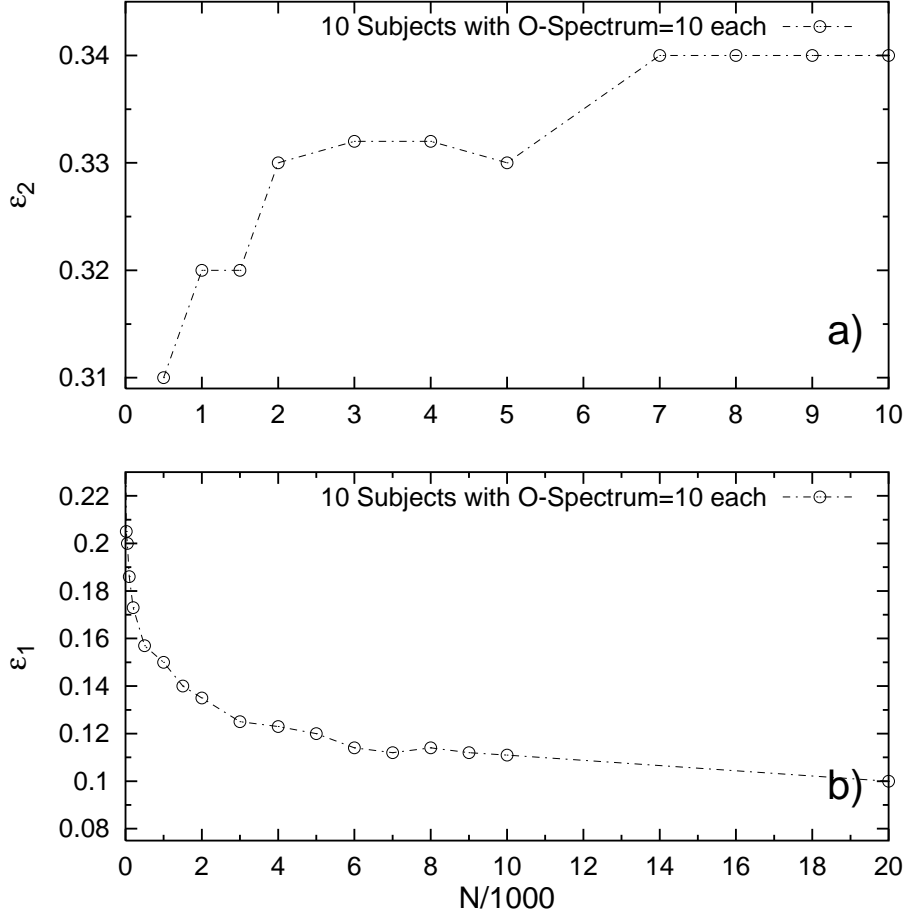 10 Subjects with O-Spectrum=10 each
0.34
0.33
0.32
0.31
ε2
a)
0 1 2 3 4 5 6 7 8 9 10
10 Subjects with O-Spectrum=10 each
0.22
0.2
0.18
0.16
0.14
0.12
0.1
0.08
ε1
b)
0 2 4 6 8 10 12 14 16 18 20
N/1000